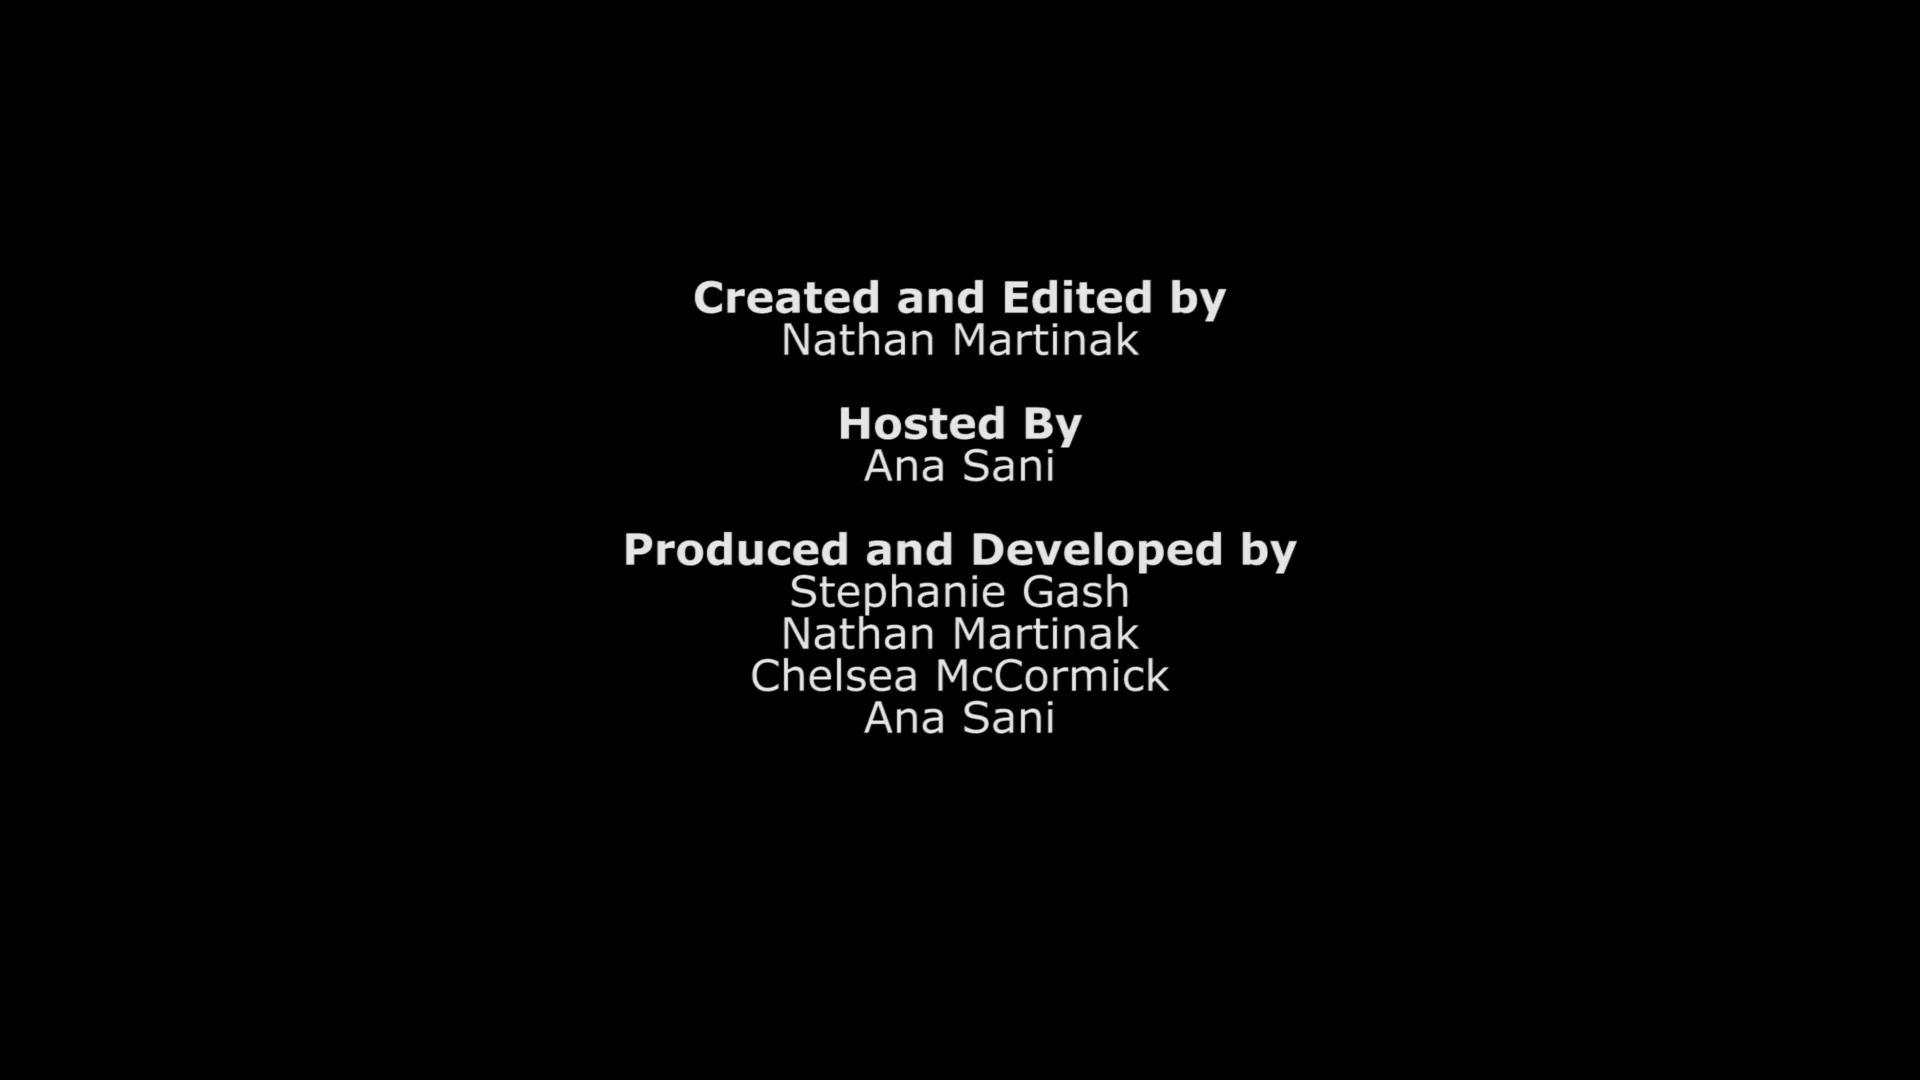 Created and Edited by
Nathan Martinak
Hosted By
Ana Sani
Produced and Developed by
Stephanie Gash
Nathan Martinak
Chelsea McCormick
Ana Sani